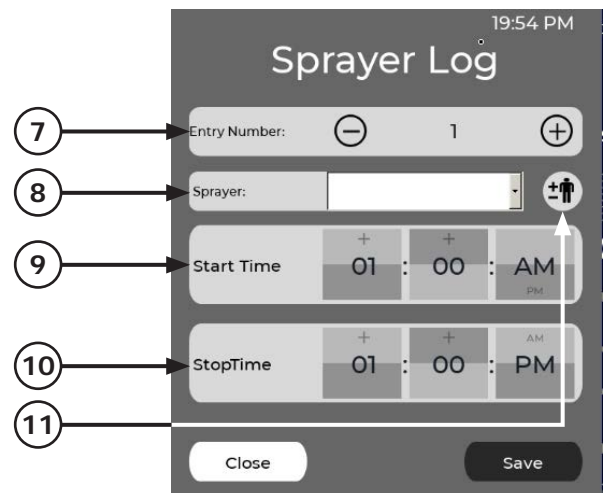 19:54 PM
Sprayer Log
7 Entry Number: 1
8 Sprayer:
9 Start Time 01 : 00 : AM
PM
AM
10 StopTime 01 : 00 : PM
11
Close Save